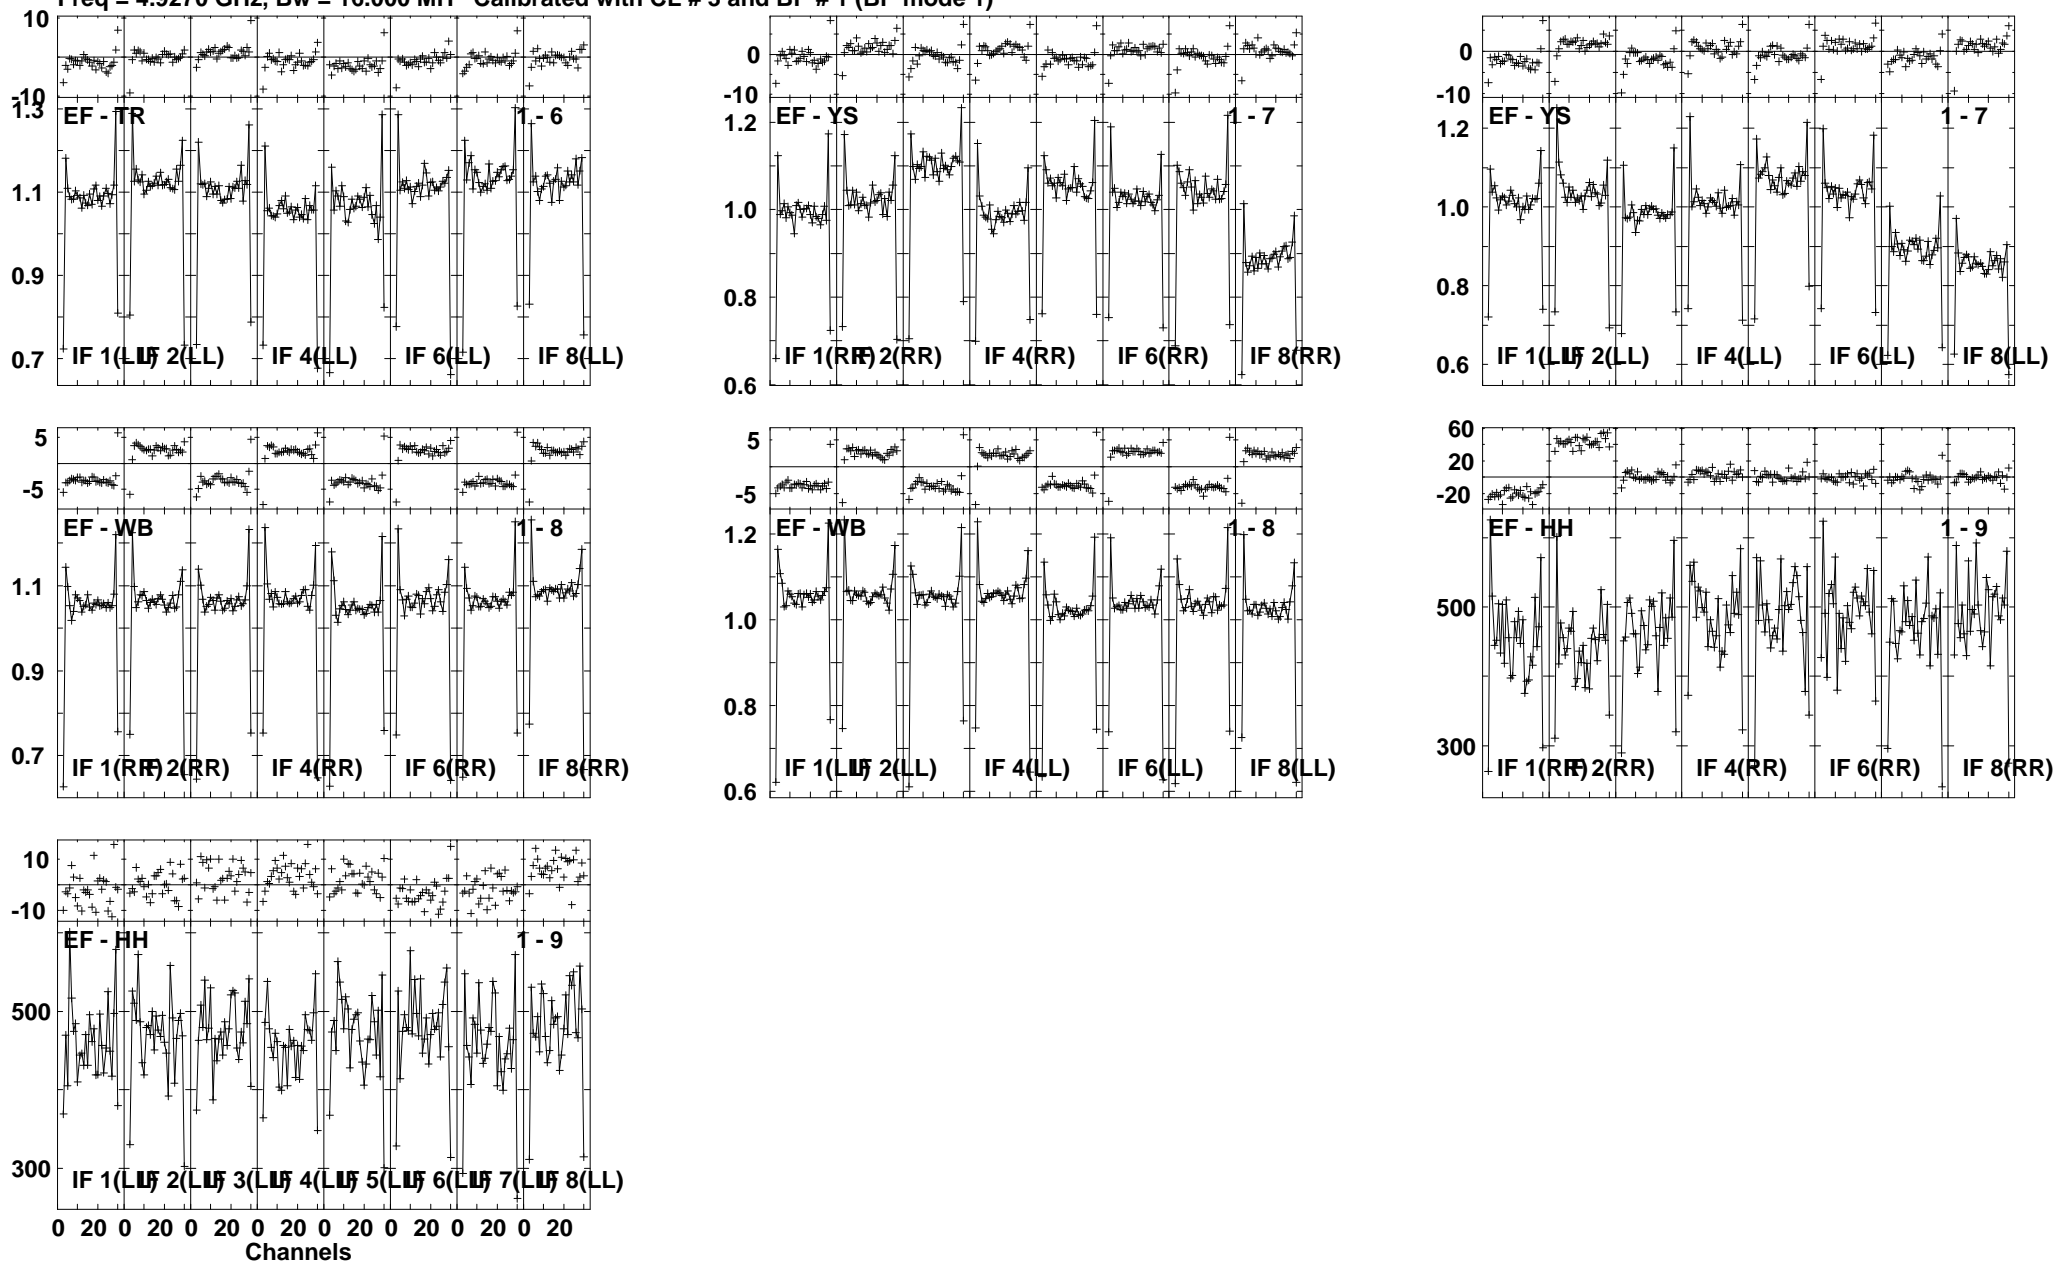 Freq = 4.9270 GHz, Bw = 16.000 MH Calibrated with CL # 3 and BP # 1 (BP mode 1)
10
0
-10
1.3
1.1
0.9
0.7
EF - TR
1 - 6
IF 1(LL)
IF 2(LL)
IF 4(LL)
IF 6(LL)
IF 8(LL)
0
-10
1.2
1.0
0.8
0.6
EF - YS
1 - 7
IF 1(RR)
IF 2(RR)
IF 4(RR)
IF 6(RR)
IF 8(RR)
0
-10
1.2
1.0
0.8
0.6
EF - YS
1 - 7
IF 1(LL)
IF 2(LL)
IF 4(LL)
IF 6(LL)
IF 8(LL)
5
-5
1.1
0.9
0.7
EF - WB
1 - 8
IF 1(RR)
IF 2(RR)
IF 4(RR)
IF 6(RR)
IF 8(RR)
5
-5
1.2
1.0
0.8
0.6
EF - WB
1 - 8
IF 1(LL)
IF 2(LL)
IF 4(LL)
IF 6(LL)
IF 8(LL)
60
20
-20
500
300
EF - HH
1 - 9
IF 1(RR)
IF 2(RR)
IF 4(RR)
IF 6(RR)
IF 8(RR)
10
-10
500
300
EF - HH
1 - 9
IF 1(LL)
IF 2(LL)
IF 3(LL)
IF 4(LL)
IF 5(LL)
IF 6(LL)
IF 7(LL)
IF 8(LL)
0 20 0 20 0 20 0 20 0 20 0 20 0 20 0 20
Channels